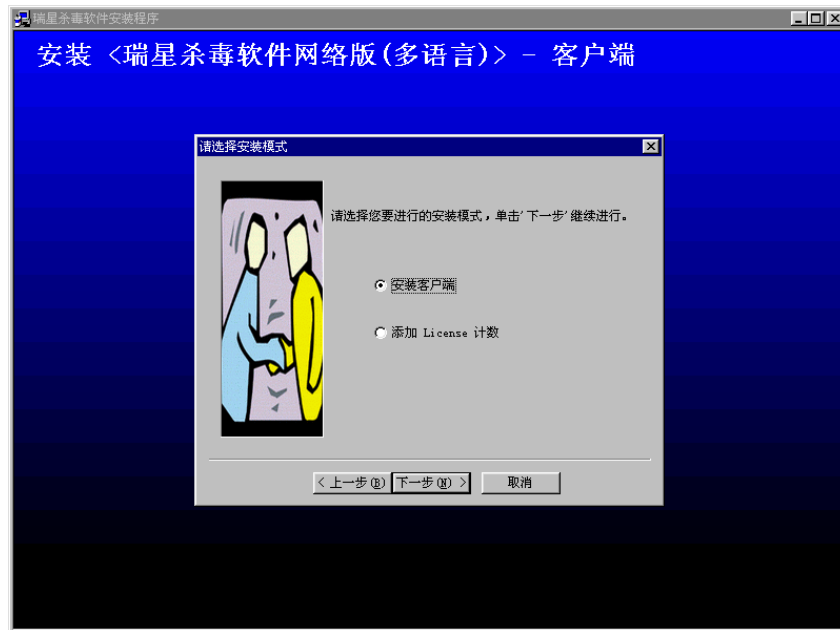 瑞星杀毒软件安装程序
安装 <瑞星杀毒软件网络版(多语言)> - 客户端
请选择安装模式
请选择您要进行的安装模式，单击'下一步'继续进行。
安装客户端
添加 License 计数
< 上一步(B) 下一步(N) > 取消